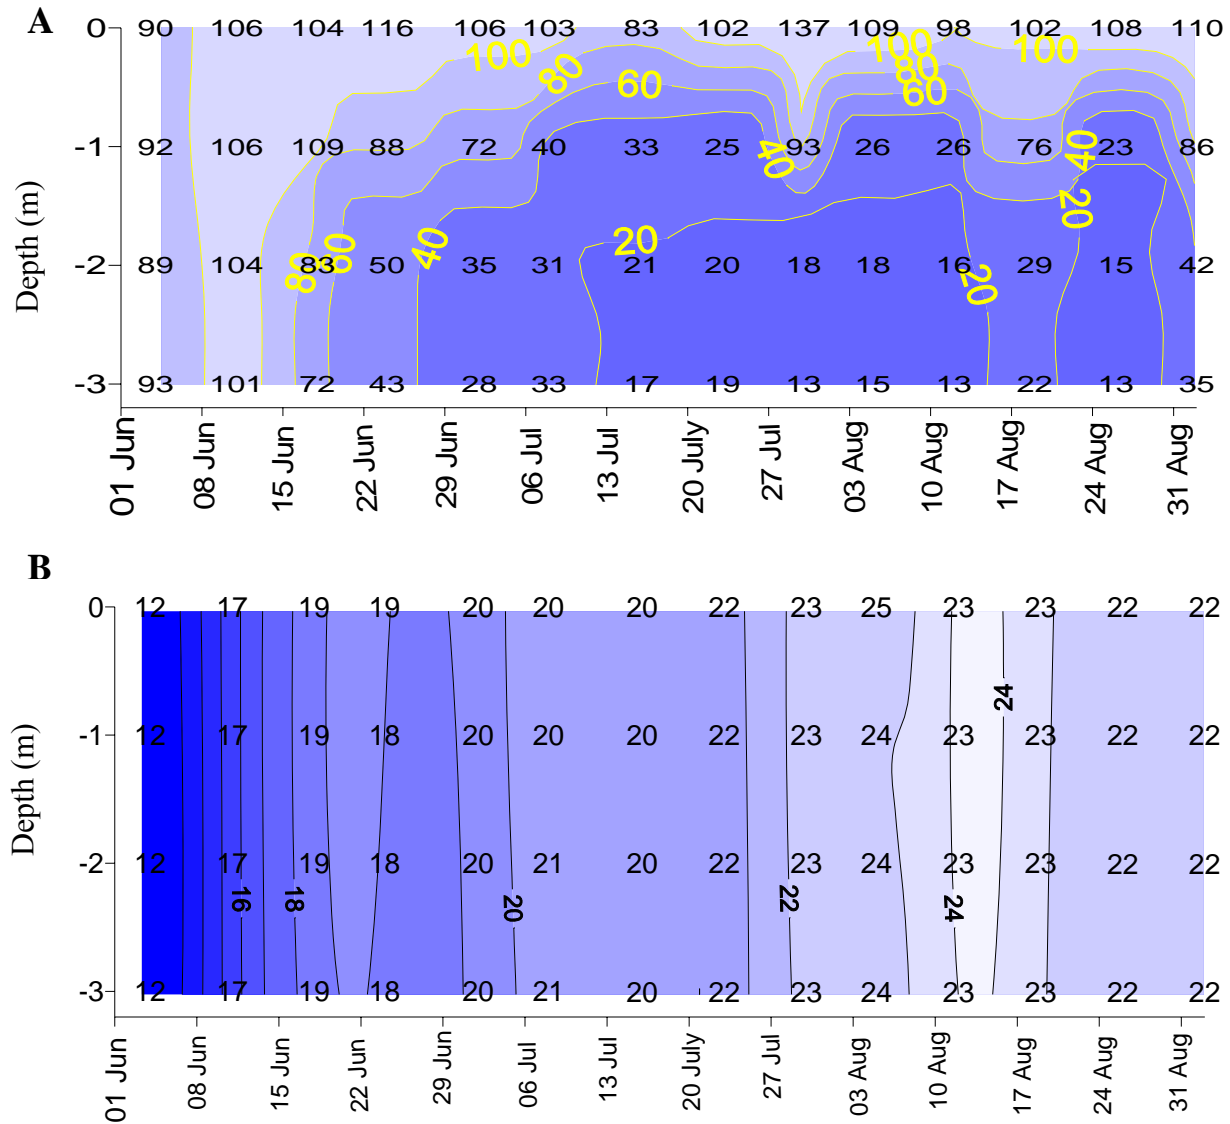 A
0 90 106 104 116 106 103 83 102 137 109 98 102 108 110
100 100 100
80 80
60 60
-1 92 106 109 88 72 40 33 25 93 26 26 76 23 86
40 40
20
40 20
80 60
-2 89 104 83 50 35 31 21 20 18 18 16 29 15 42
20
-3 93 101 72 43 28 33 17 19 13 15 13 22 13 35
Depth (m)
01 Jun 08 Jun 15 Jun 22 Jun 29 Jun 06 Jul 13 Jul 20 July 27 Jul 03 Aug 10 Aug 17 Aug 24 Aug 31 Aug
B
0 12 17 19 19 20 20 20 22 23 25 23 23 22 22
24
-1 12 17 19 18 20 20 20 22 23 24 23 23 22 22
-2 12 17 19 18 20 21 20 22 23 24 23 23 22 22
16 18 20 22 24
-3 12 17 19 18 20 21 20 22 23 24 23 23 22 22
Depth (m)
01 Jun 08 Jun 15 Jun 22 Jun 29 Jun 06 Jul 13 Jul 20 July 27 Jul 03 Aug 10 Aug 17 Aug 24 Aug 31 Aug